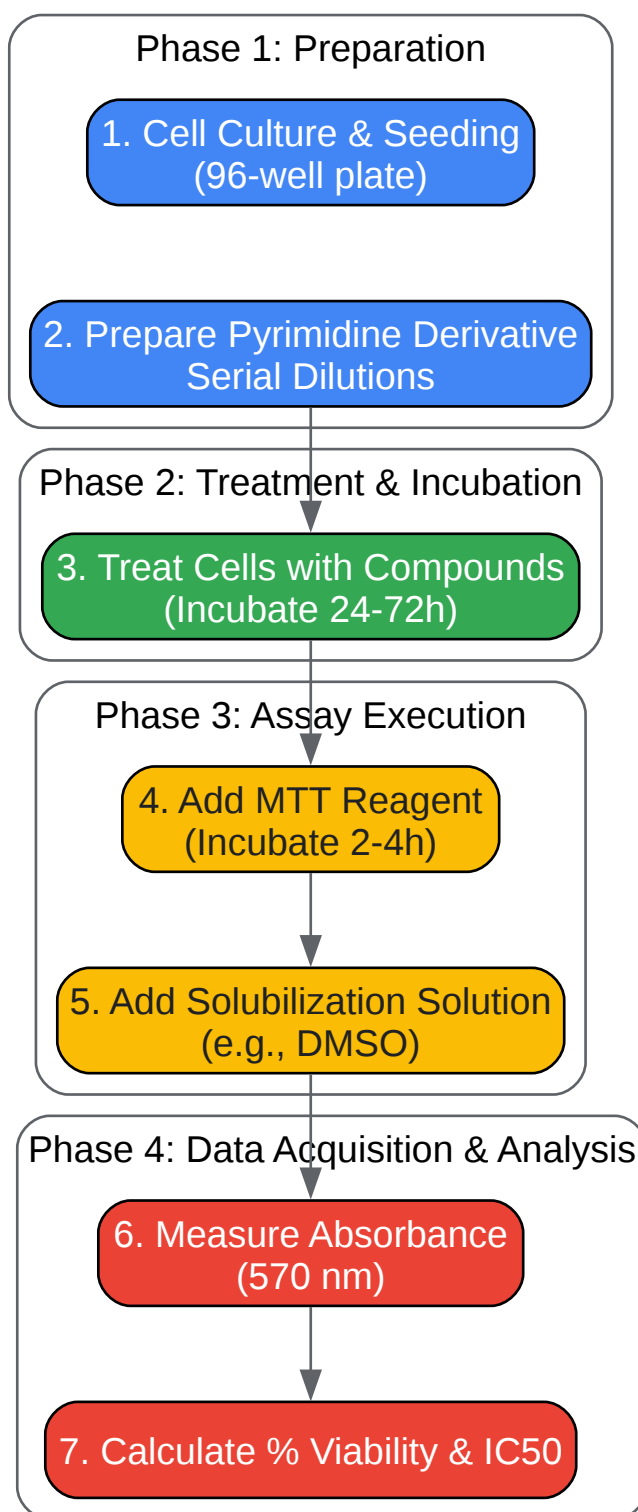 Phase 1: Preparation
1. Cell Culture & Seeding
(96-well plate)
2. Prepare Pyrimidine Derivative
Serial Dilutions
Phase 2: Treatment & Incubation
3. Treat Cells with Compounds
(Incubate 24-72h)
Phase 3: Assay Execution
4. Add MTT Reagent
(Incubate 2-4h)
5. Add Solubilization Solution
(e.g., DMSO)
Phase 4: Data Acquisition & Analysis
6. Measure Absorbance
(570 nm)
7. Calculate % Viability & IC50